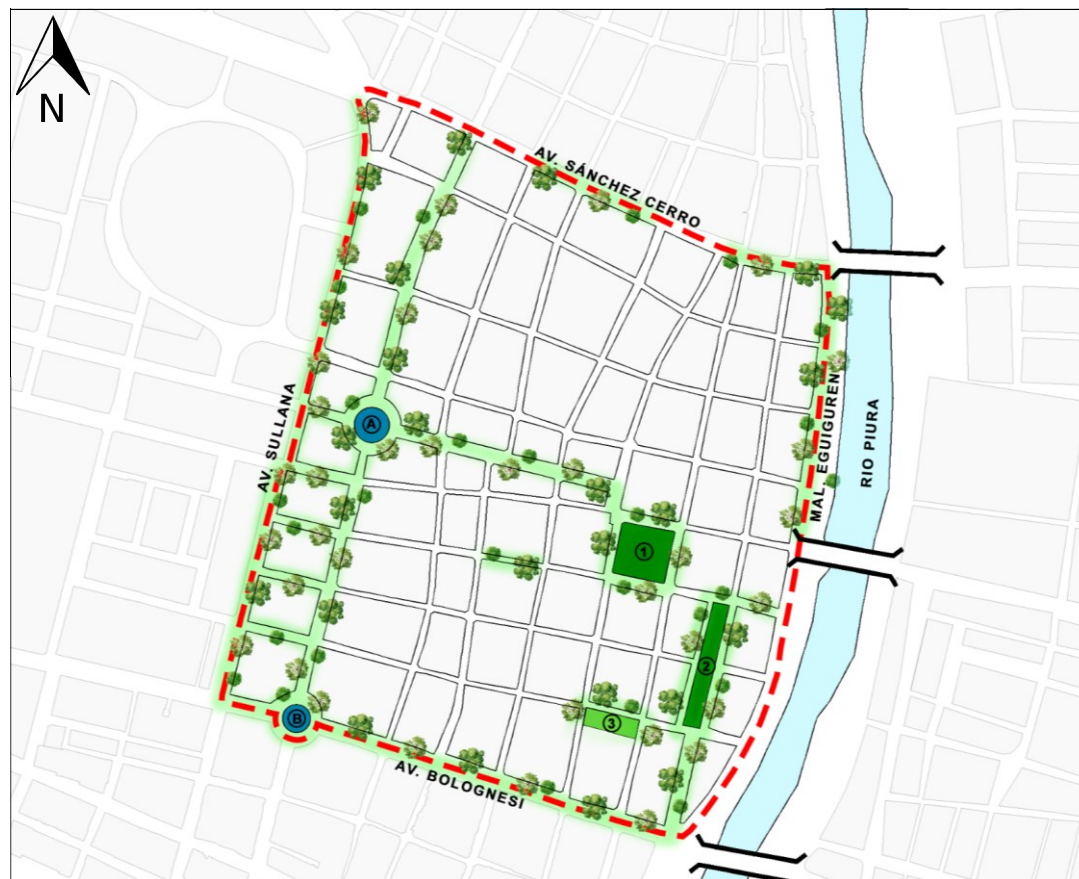 N
AV. SÁNCHEZ CERRO
AV. SULLANA
MAL. EGUIGUREN
RIO PIURA
A
1
2
3
B
AV. BOLOGNESI